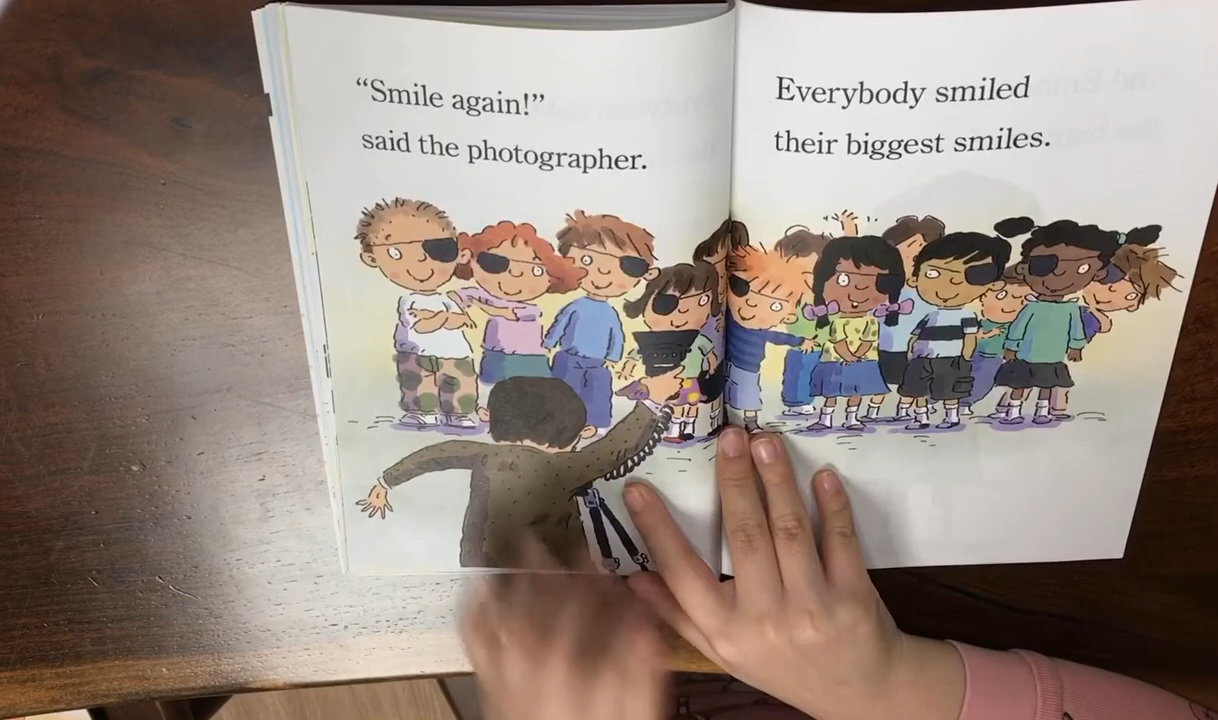 “Smile again!”
said the photographer.
Everybody smiled
their biggest smiles.